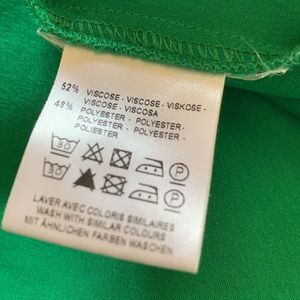 52% VISCOSE - VISCOSE - VISKOSE -
VISCOSE - VISCOSA
48% POLYESTER - POLYESTER -
POLYESTER - POLYESTER -
POLIESTER
30
30
LAVER AVEC COLORIS SIMILAIRES
WASH WITH SIMILAR COLOURS
MIT ÄHNLICHEN FARBEN WASCHEN